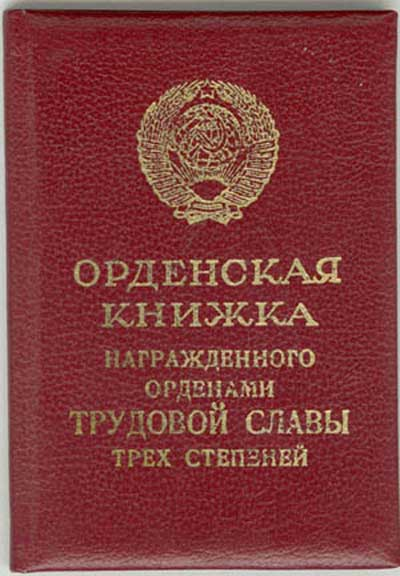 ОРДЕНСКАЯ
КНИЖКА
НАГРАЖДЕННОГО
ОРДЕНАМИ
ТРУДОВОЙ СЛАВЫ
ТРЕХ СТЕПЕНЕЙ